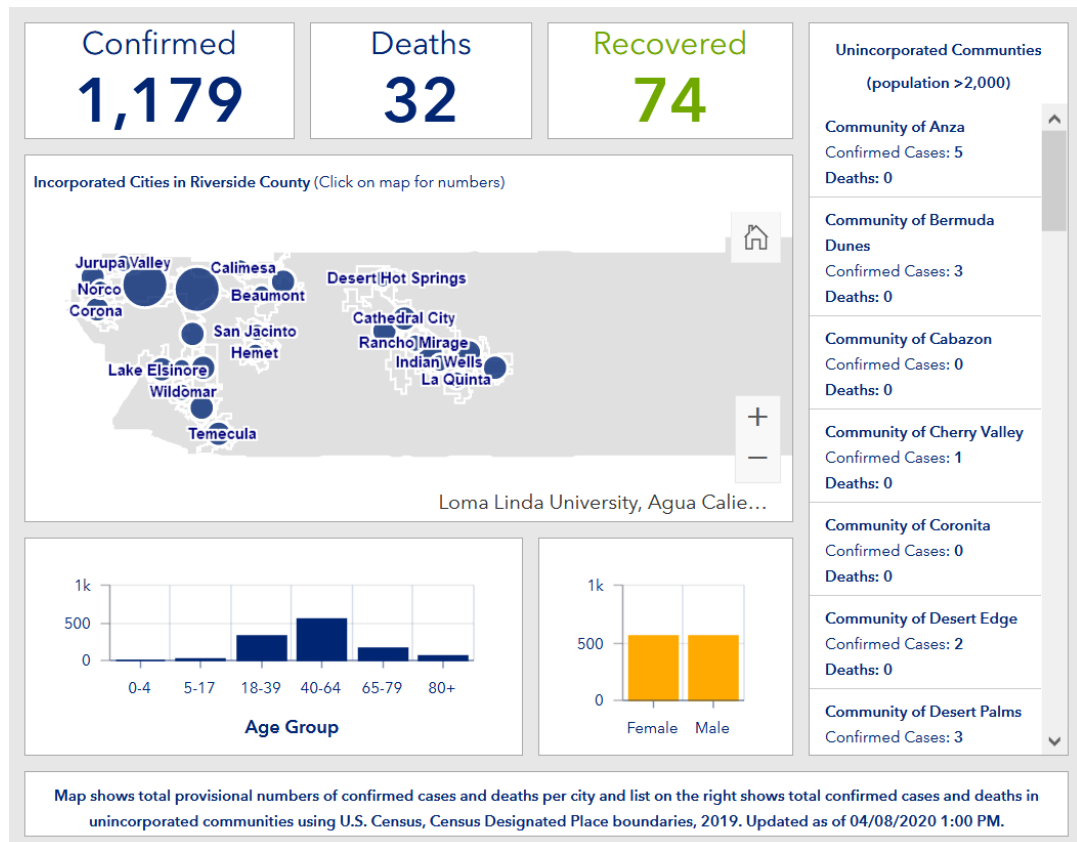 Confirmed
1,179
Deaths
32
Recovered
74
Unincorporated Communties
(population >2,000)
Community of Anza
Confirmed Cases: 5
Deaths: 0
Community of Bermuda
Dunes
Confirmed Cases: 3
Deaths: 0
Community of Cabazon
Confirmed Cases: 0
Deaths: 0
Community of Cherry Valley
Confirmed Cases: 1
Deaths: 0
Community of Coronita
Confirmed Cases: 0
Deaths: 0
Community of Desert Edge
Confirmed Cases: 2
Deaths: 0
Community of Desert Palms
Confirmed Cases: 3
Incorporated Cities in Riverside County (Click on map for numbers)
Jurupa Valley
Calimesa
Norco
Beaumont
Corona
San Jacinto
Hemet
Lake Elsinore
Wildomar
Temecula
Desert Hot Springs
Cathedral City
Rancho Mirage
Indian Wells
La Quinta
+
−
Loma Linda University, Agua Calie…
1k
500
0
0-4 5-17 18-39 40-64 65-79 80+
Age Group
1k
500
0
Female Male
Map shows total provisional numbers of confirmed cases and deaths per city and list on the right shows total confirmed cases and deaths in
unincorporated communities using U.S. Census, Census Designated Place boundaries, 2019. Updated as of 04/08/2020 1:00 PM.